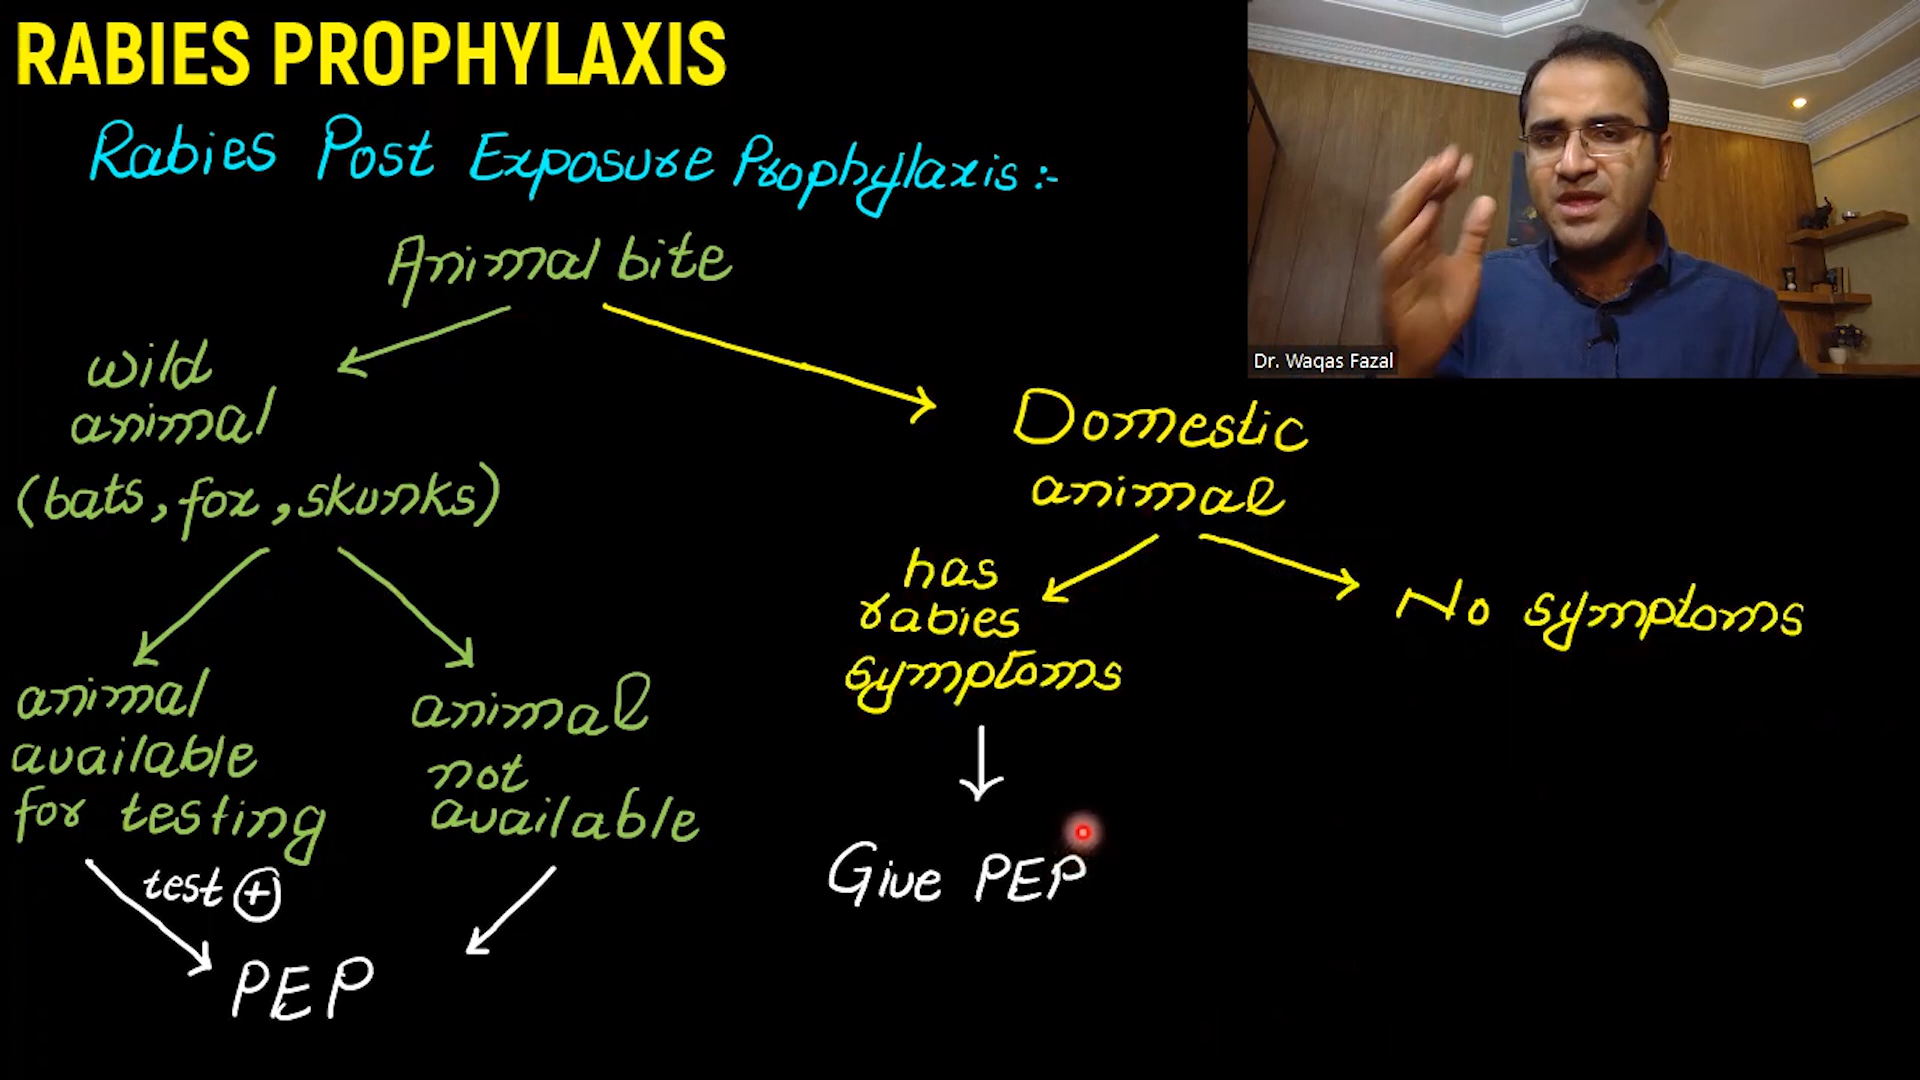 RABIES PROPHYLAXIS
Rabies Post Exposure Prophylaxis:-
Animal bite
wild
animal
(bats, fox, skunks)
animal
available
for testing
animal
not
available
test +
PEP
Domestic
animal
has
rabies
symptoms
No symptoms
Give PEP
Dr. Waqas Fazal